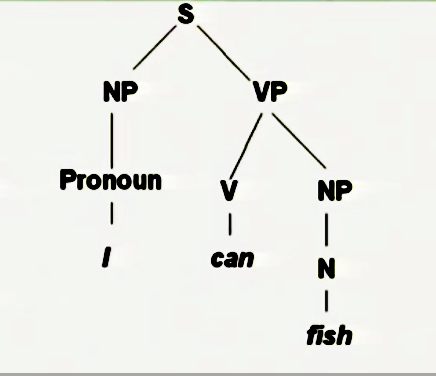 S
NP VP
Pronoun V NP
I can N
fish